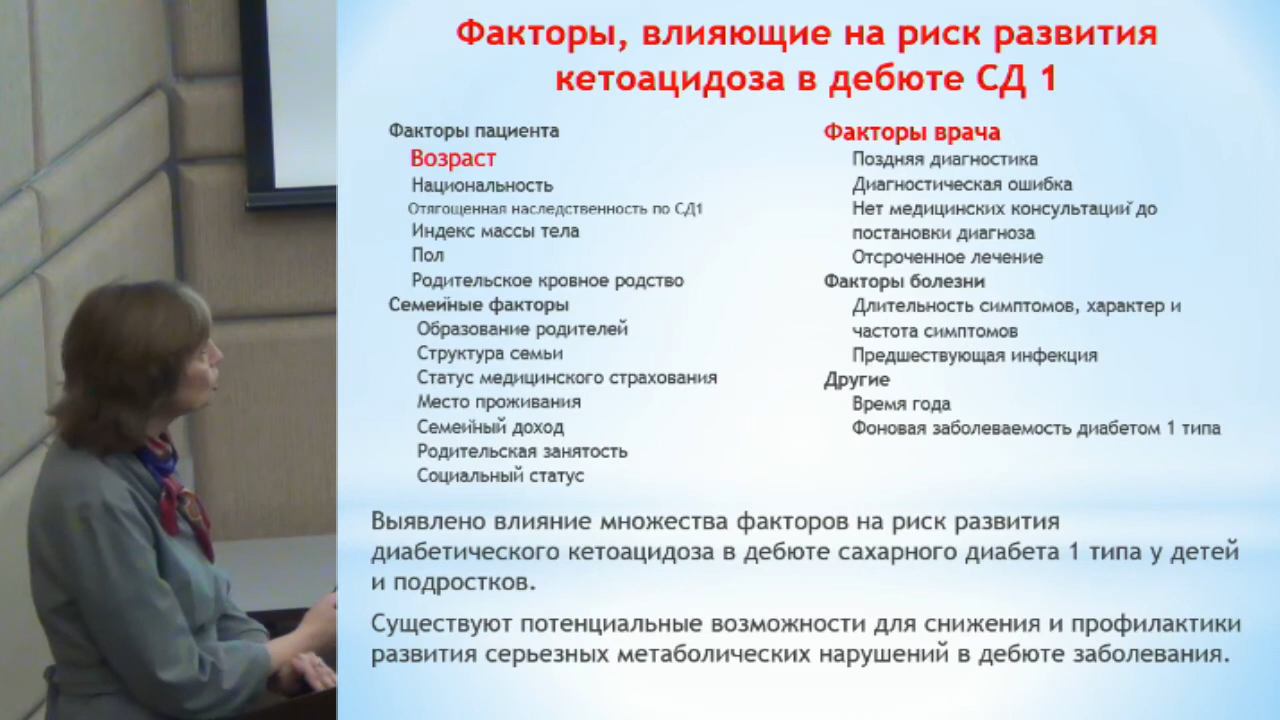 Факторы, влияющие на риск развития
кетоацидоза в дебюте СД 1
Факторы пациента
Возраст
Национальность
Отягощенная наследственность по СД1
Индекс массы тела
Пол
Родительское кровное родство
Семейные факторы
Образование родителей
Структура семьи
Статус медицинского страхования
Место проживания
Семейный доход
Родительская занятость
Социальный статус
Факторы врача
Поздняя диагностика
Диагностическая ошибка
Нет медицинских консультаций до
постановки диагноза
Отсроченное лечение
Факторы болезни
Длительность симптомов, характер и
частота симптомов
Предшествующая инфекция
Другие
Время года
Фоновая заболеваемость диабетом 1 типа
Выявлено влияние множества факторов на риск развития
диабетического кетоацидоза в дебюте сахарного диабета 1 типа у детей
и подростков.
Существуют потенциальные возможности для снижения и профилактики
развития серьезных метаболических нарушений в дебюте заболевания.